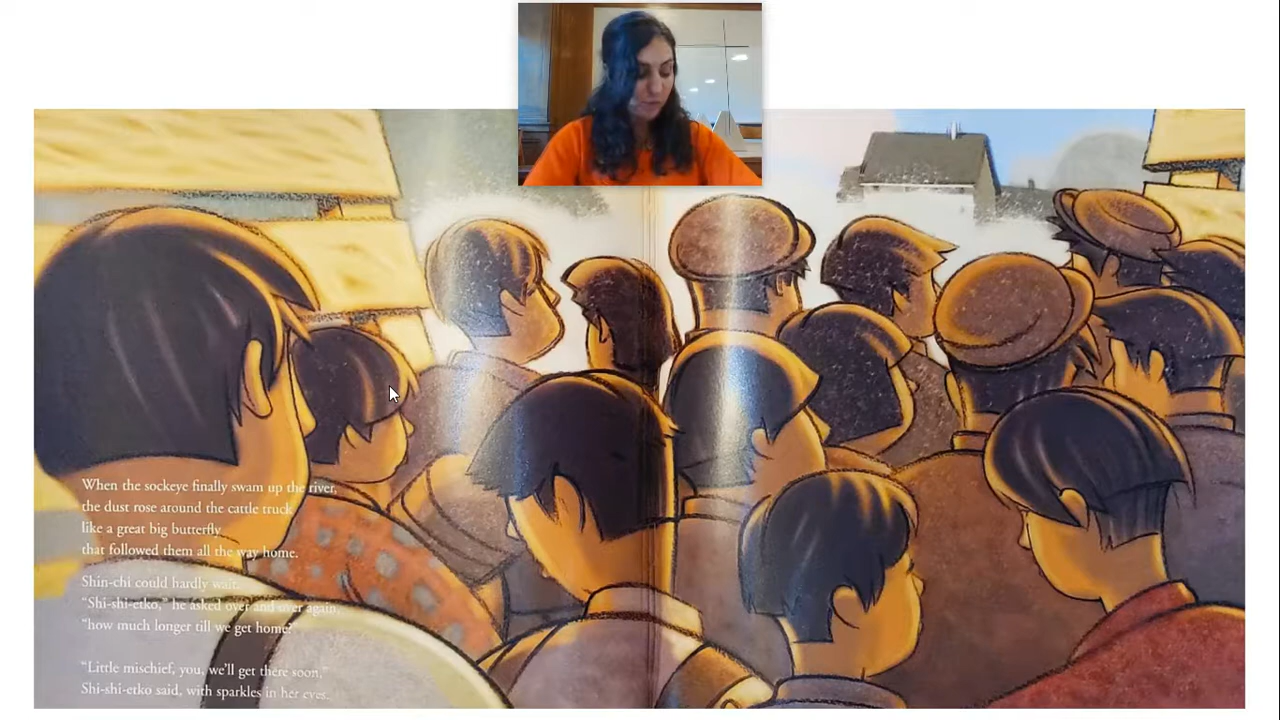 When the sockeye finally swam up the river,
the dust rose around the cattle truck
like a great big butterfly
that followed them all the way home.
Shin-chi could hardly wait.
“Shi-shi-etko,” he asked over and over again,
“how much longer till we get home?”
“Little mischief, you, we’ll get there soon,”
Shi-shi-etko said, with sparkles in her eyes.